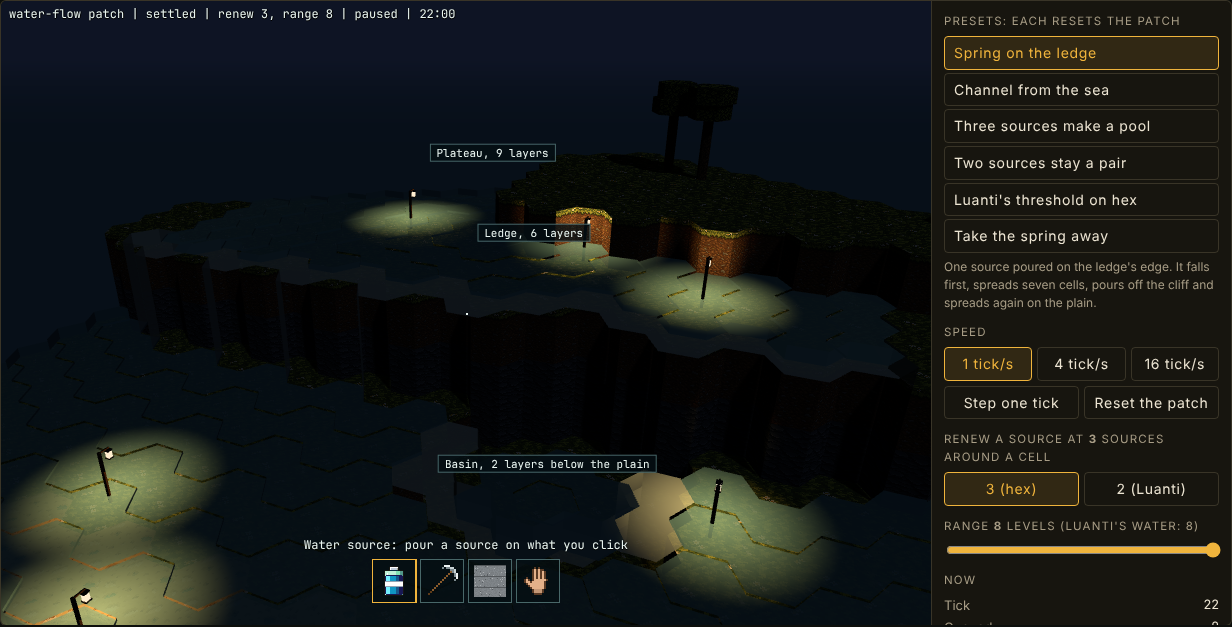 water-flow patch | settled | renew 3, range 8 | paused | 22:00
Plateau, 9 layers
Ledge, 6 layers
Basin, 2 layers below the plain
Water source: pour a source on what you click
PRESETS: EACH RESETS THE PATCH
Spring on the ledge
Channel from the sea
Three sources make a pool
Two sources stay a pair
Luanti's threshold on hex
Take the spring away
One source poured on the ledge's edge. It falls
first, spreads seven cells, pours off the cliff and
spreads again on the plain.
SPEED
1 tick/s
4 tick/s
16 tick/s
Step one tick
Reset the patch
RENEW A SOURCE AT 3 SOURCES
AROUND A CELL
3 (hex)
2 (Luanti)
RANGE 8 LEVELS (LUANTI'S WATER: 8)
NOW
Tick 22